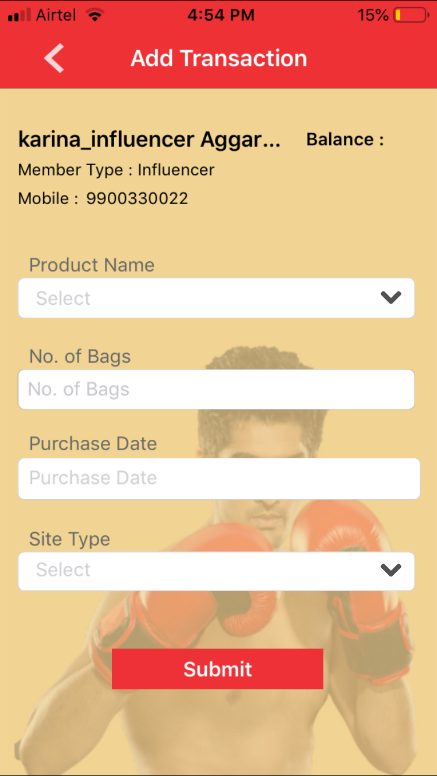 Airtel 4:54 PM 15%
Add Transaction
karina_influencer Aggar... Balance :
Member Type : Influencer
Mobile : 9900330022
Product Name
Select
No. of Bags
No. of Bags
Purchase Date
Purchase Date
Site Type
Select
Submit